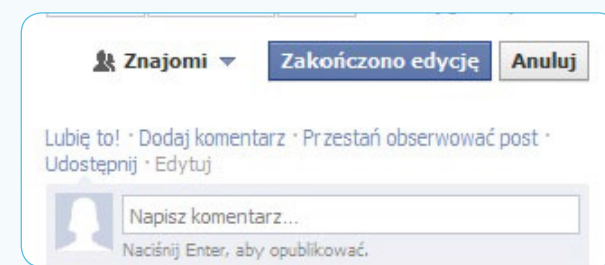 Znajomi Zakończono edycję Anuluj
Lubię to! · Dodaj komentarz · Przestań obserwować post ·
Udostępnij · Edytuj
Napisz komentarz...
Naciśnij Enter, aby opublikować.